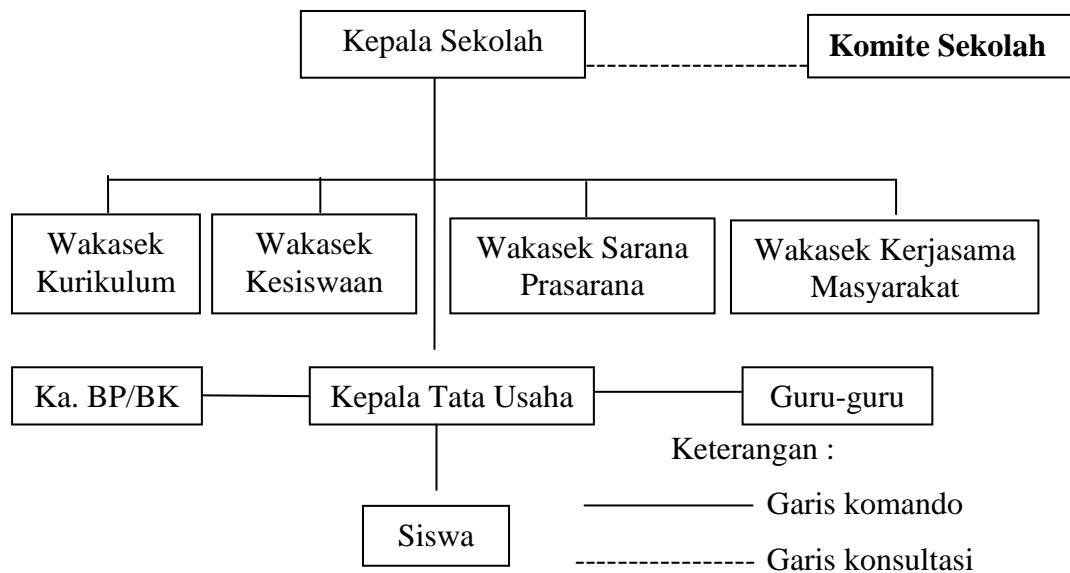 Kepala Sekolah
Komite Sekolah
Wakasek
Kurikulum
Wakasek
Kesiswaan
Wakasek Sarana
Prasarana
Wakasek Kerjasama
Masyarakat
Ka. BP/BK
Kepala Tata Usaha
Guru-guru
Keterangan :
Siswa
Garis komando
Garis konsultasi